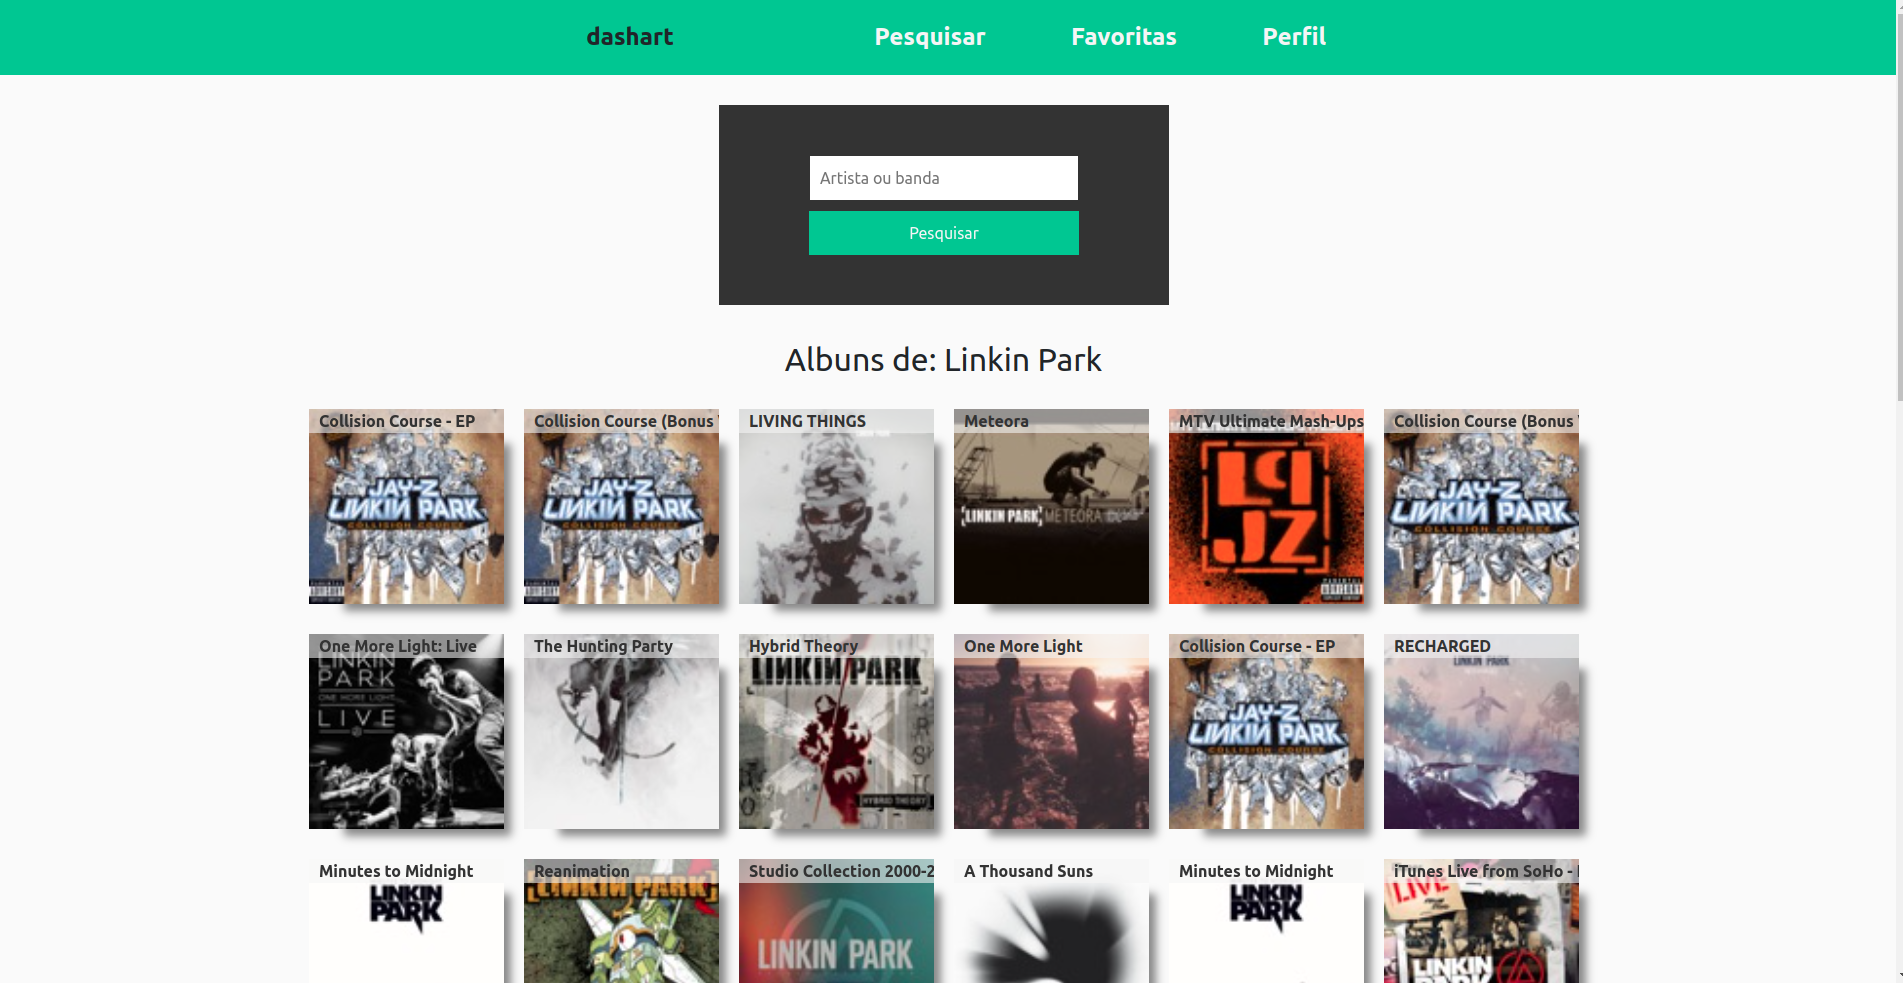 dashart Pesquisar Favoritas Perfil
Artista ou banda
Pesquisar
Albuns de: Linkin Park
Collision Course - EP
Collision Course (Bonus
LIVING THINGS
Meteora
MTV Ultimate Mash-Ups
Collision Course (Bonus
JAY-Z
LINKIN PARK
COLLISION COURSE
JAY-Z
LINKIN PARK
COLLISION COURSE
[LINKIN PARK] METEORA
LP
JZ
PARENTAL
ADVISORY
JAY-Z
LINKIN PARK
COLLISION COURSE
One More Light: Live
The Hunting Party
Hybrid Theory
One More Light
Collision Course - EP
RECHARGED
LINKIN
PARK
ONE MORE LIGHT
LIVE
LINKIN PARK
HYBRID THEORY
JAY-Z
LINKIN PARK
COLLISION COURSE
LINKIN PARK
Minutes to Midnight
Reanimation
Studio Collection 2000-2
A Thousand Suns
Minutes to Midnight
iTunes Live from SoHo -
LINKIN
PARK
[LINKIN PARK]
LINKIN PARK
LINKIN
PARK
LIVE
LINKIN
PARK